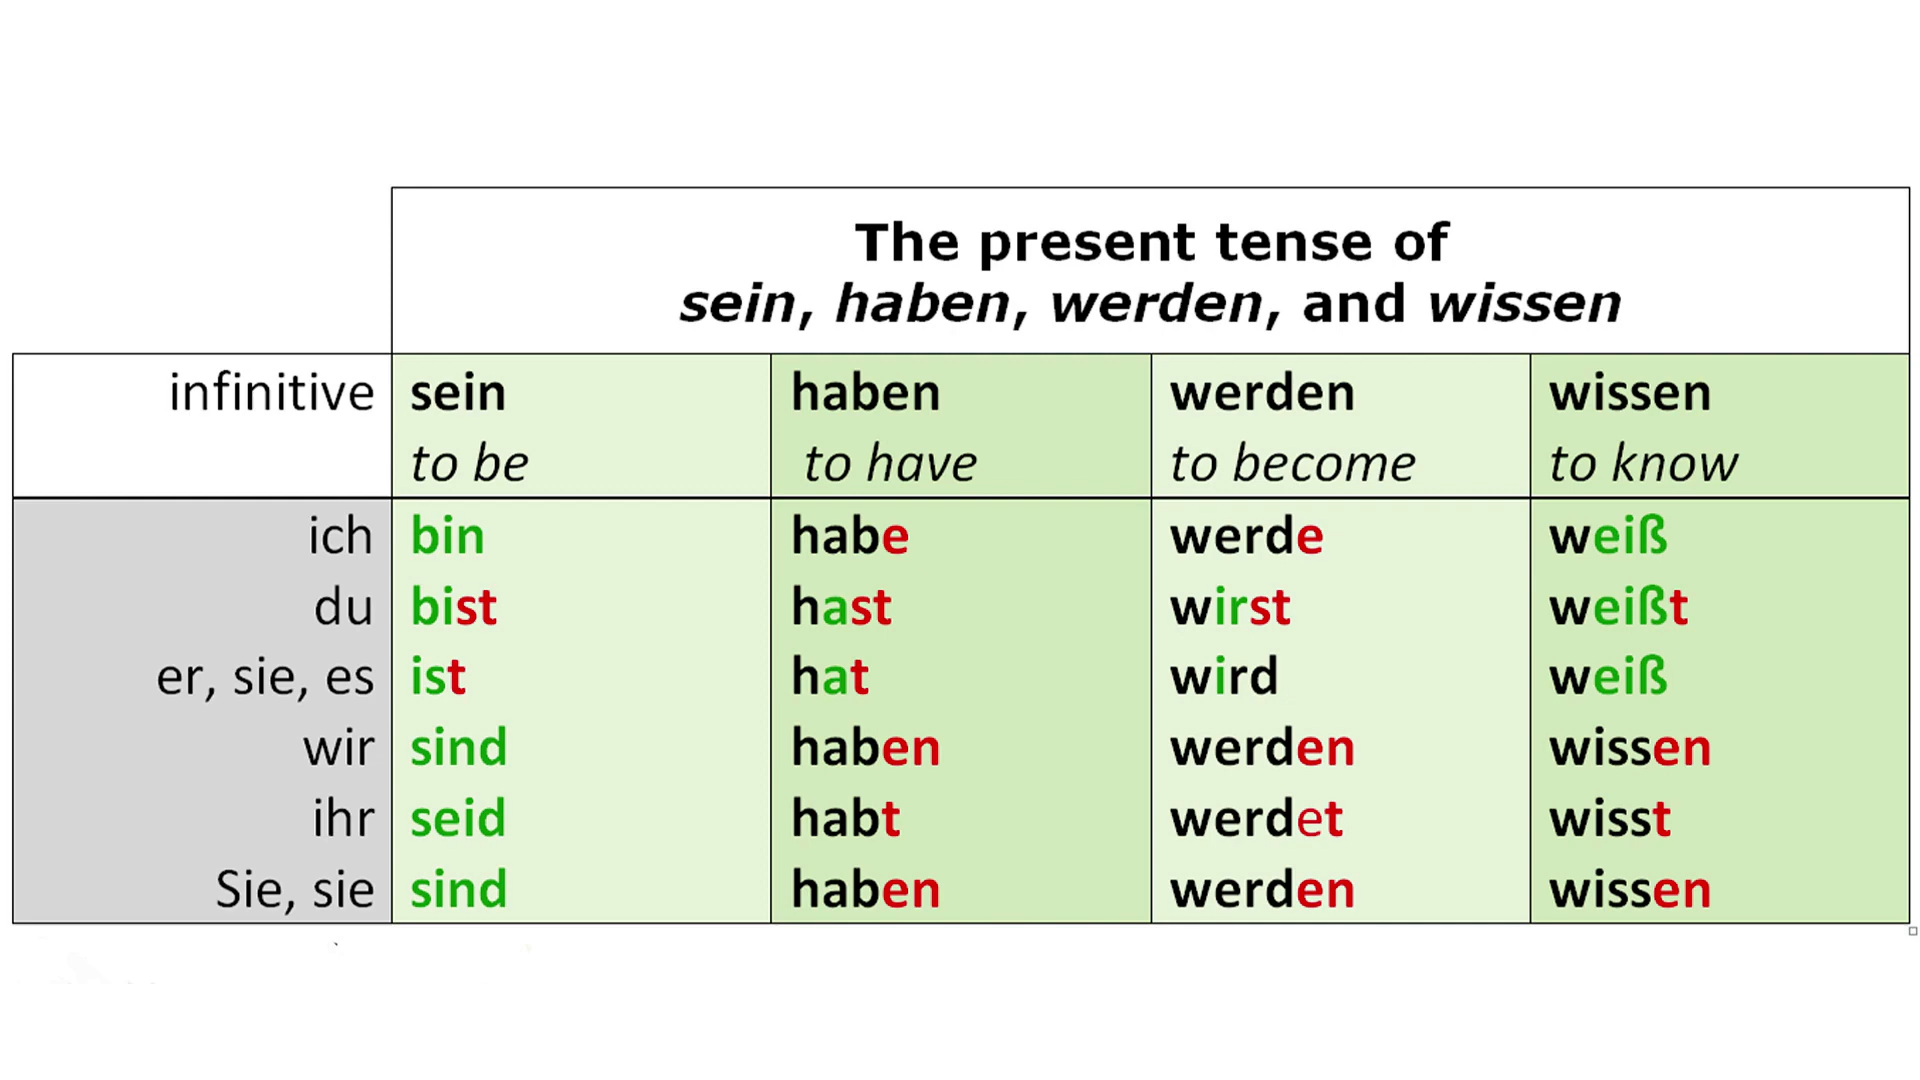 The present tense of
sein, haben, werden, and wissen
infinitive sein haben werden wissen
to be to have to become to know
ich bin habe werde weiß
du bist hast wirst weißt
er, sie, es ist hat wird weiß
wir sind haben werden wissen
ihr seid habt werdet wisst
Sie, sie sind haben werden wissen